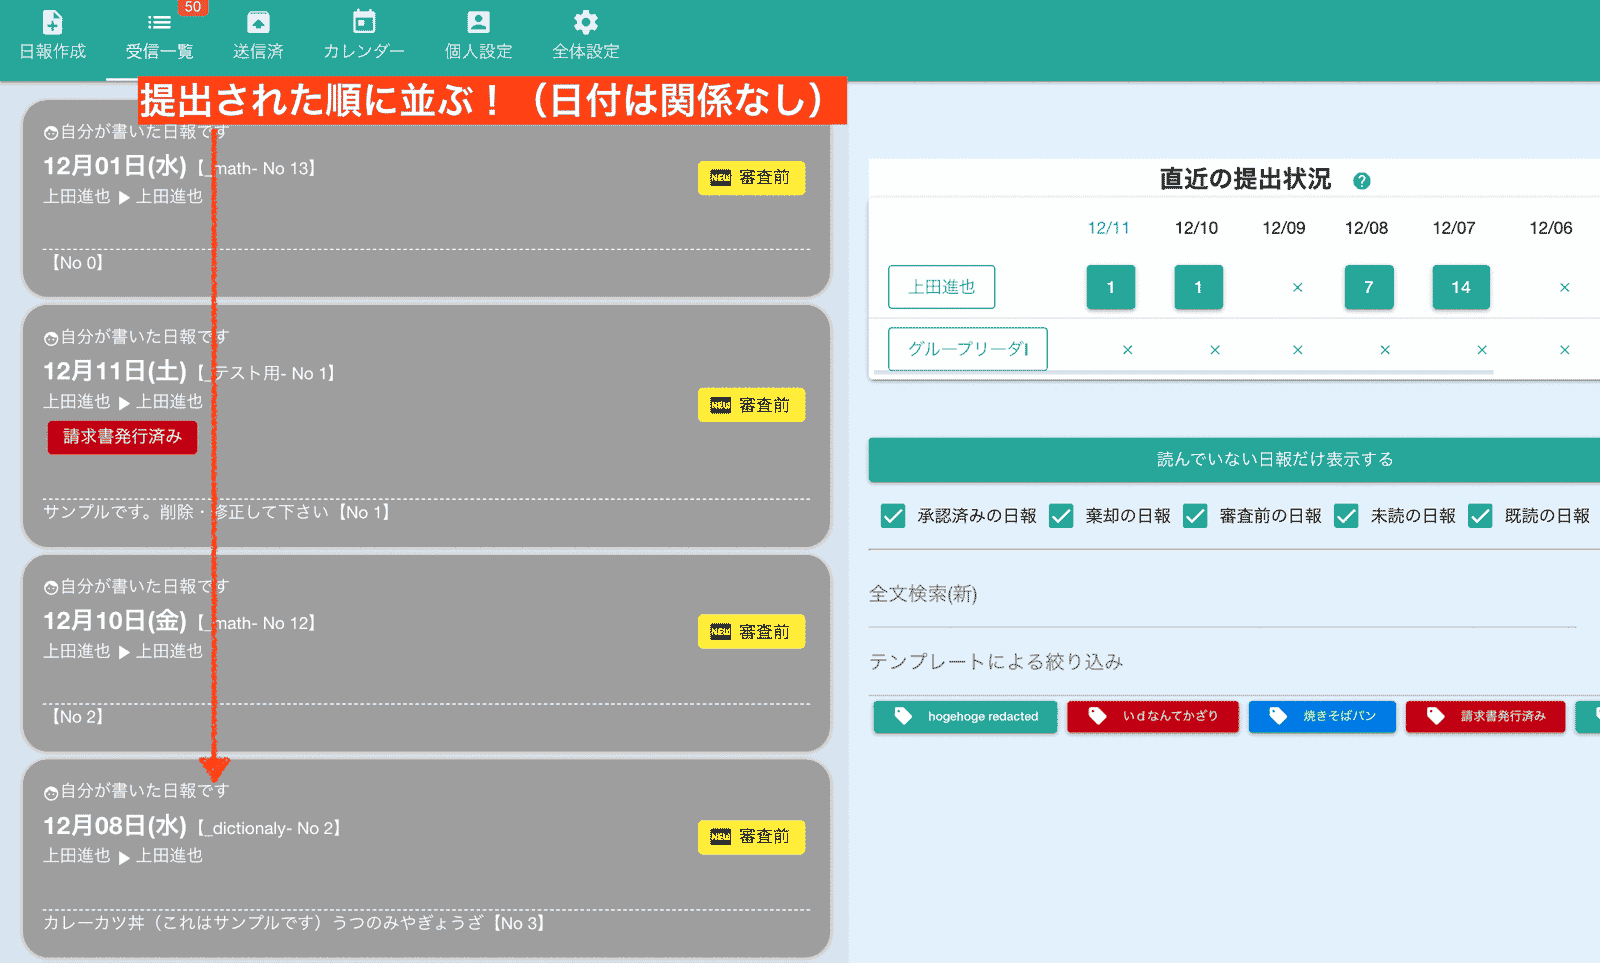 50
日報作成
受信一覧
送信済
カレンダー
個人設定
全体設定
提出された順に並ぶ！（日付は関係なし）
自分が書いた日報です
12月01日(水)【_math- No 13】
上田進也 ▶ 上田進也
NEW 審査前
【No 0】
自分が書いた日報です
12月11日(土)【_テスト用- No 1】
上田進也 ▶ 上田進也
請求書発行済み
NEW 審査前
サンプルです。削除・修正して下さい【No 1】
自分が書いた日報です
12月10日(金)【_math- No 12】
上田進也 ▶ 上田進也
NEW 審査前
【No 2】
自分が書いた日報です
12月08日(水)【_dictionaly- No 2】
上田進也 ▶ 上田進也
NEW 審査前
カレーカツ丼（これはサンプルです）うつのみやぎょうざ【No 3】
直近の提出状況 ?
12/11 12/10 12/09 12/08 12/07 12/06
上田進也 1 1 × 7 14 ×
グループリーダ × × × × × ×
読んでいない日報だけ表示する
承認済みの日報 棄却の日報 審査前の日報 未読の日報 既読の日報
全文検索(新)
テンプレートによる絞り込み
hogehoge redacted いｄなんてかざり 焼きそばパン 請求書発行済み